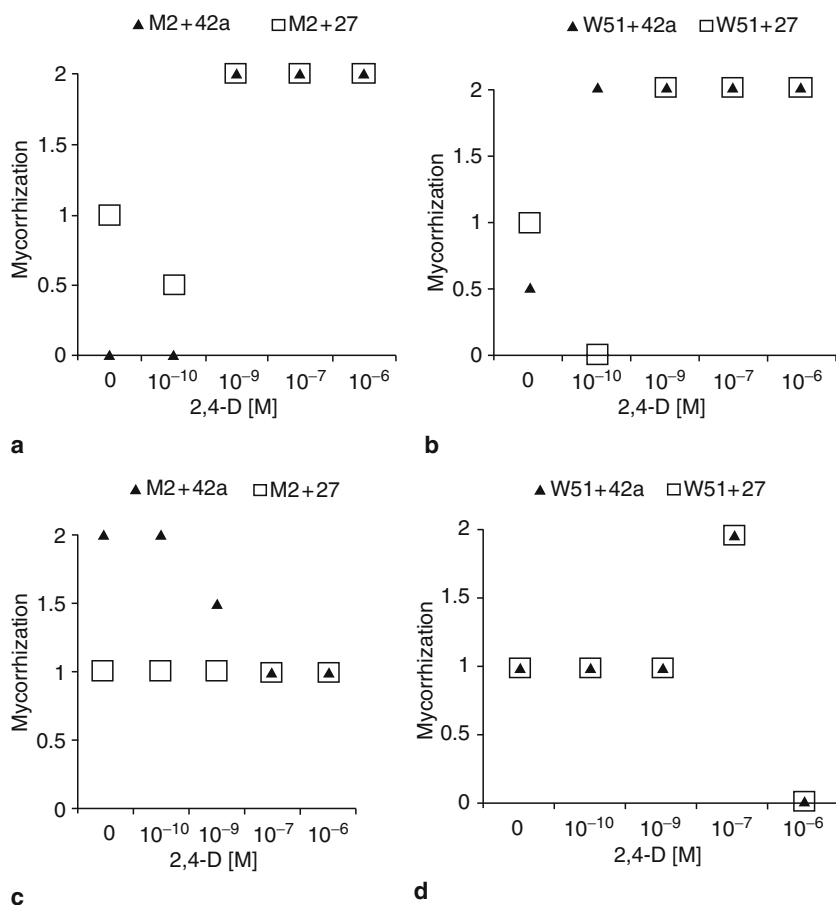 ▲ M2+42a □ M2+27
Mycorrhization
2
1.5
1
0.5
0
0 10⁻¹⁰ 10⁻⁹ 10⁻⁷ 10⁻⁶
2,4-D [M]
a
▲ W51+42a □ W51+27
Mycorrhization
2
1.5
1
0.5
0
0 10⁻¹⁰ 10⁻⁹ 10⁻⁷ 10⁻⁶
2,4-D [M]
b
▲ M2+42a □ M2+27
Mycorrhization
2
1.5
1
0.5
0
0 10⁻¹⁰ 10⁻⁹ 10⁻⁷ 10⁻⁶
2,4-D [M]
c
▲ W51+42a □ W51+27
Mycorrhization
2
1.5
1
0.5
0
0 10⁻¹⁰ 10⁻⁹ 10⁻⁷ 10⁻⁶
2,4-D [M]
d